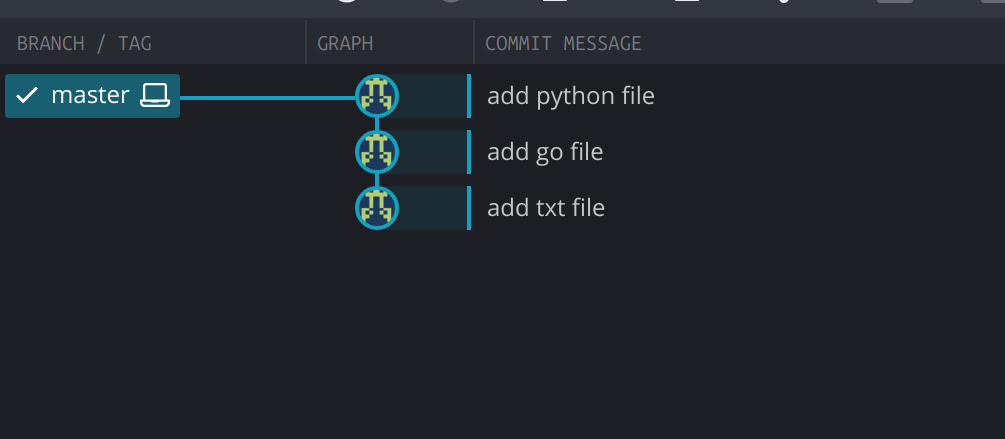 BRANCH / TAG GRAPH COMMIT MESSAGE
master add python file
add go file
add txt file